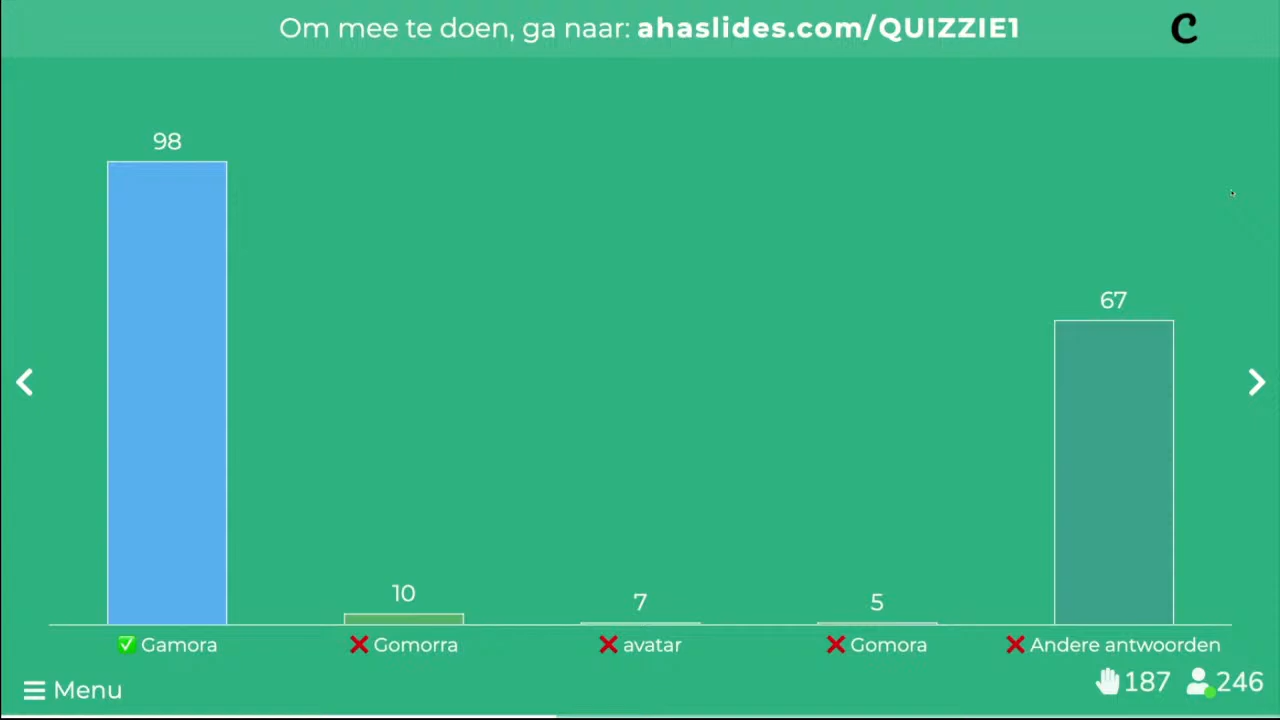 Om mee te doen, ga naar: ahaslides.com/QUIZZIE1
C
98
67
10
7
5
✅ Gamora
❌ Gomorra
❌ avatar
❌ Gomora
❌ Andere antwoorden
Menu
187
246